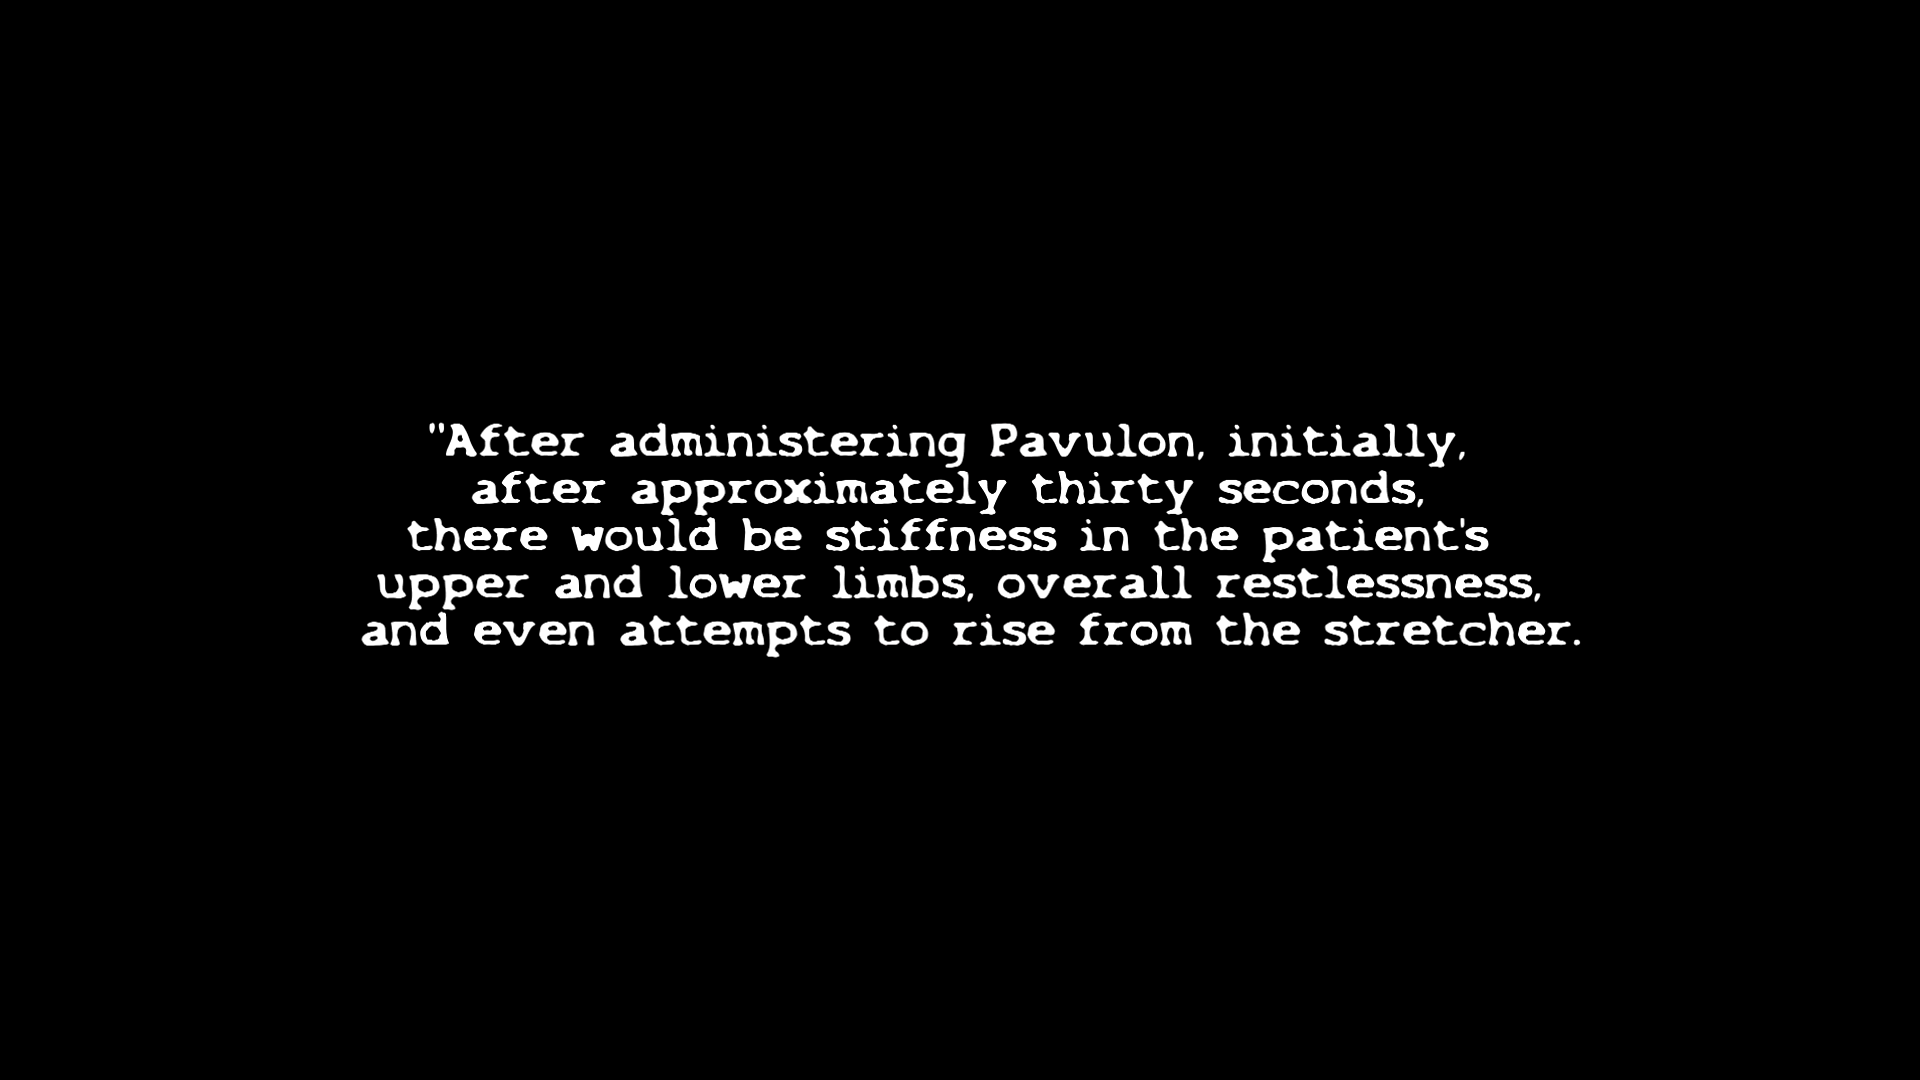 "After administering Pavulon, initially,
after approximately thirty seconds,
there would be stiffness in the patient's
upper and lower limbs, overall restlessness,
and even attempts to rise from the stretcher.